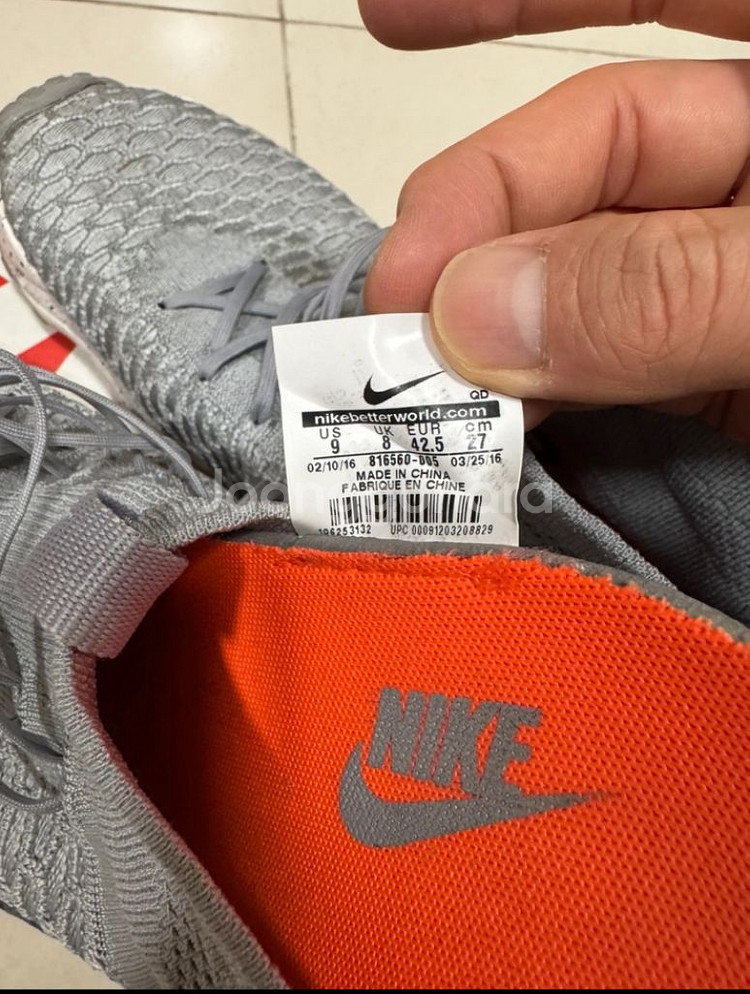 QD
nikebetterworld.com
US UK EUR cm
9 8 42.5 27
02/10/16 816560-005 03/25/16
MADE IN CHINA
FABRIQUE EN CHINE
UPC 00091203208829
NIKE